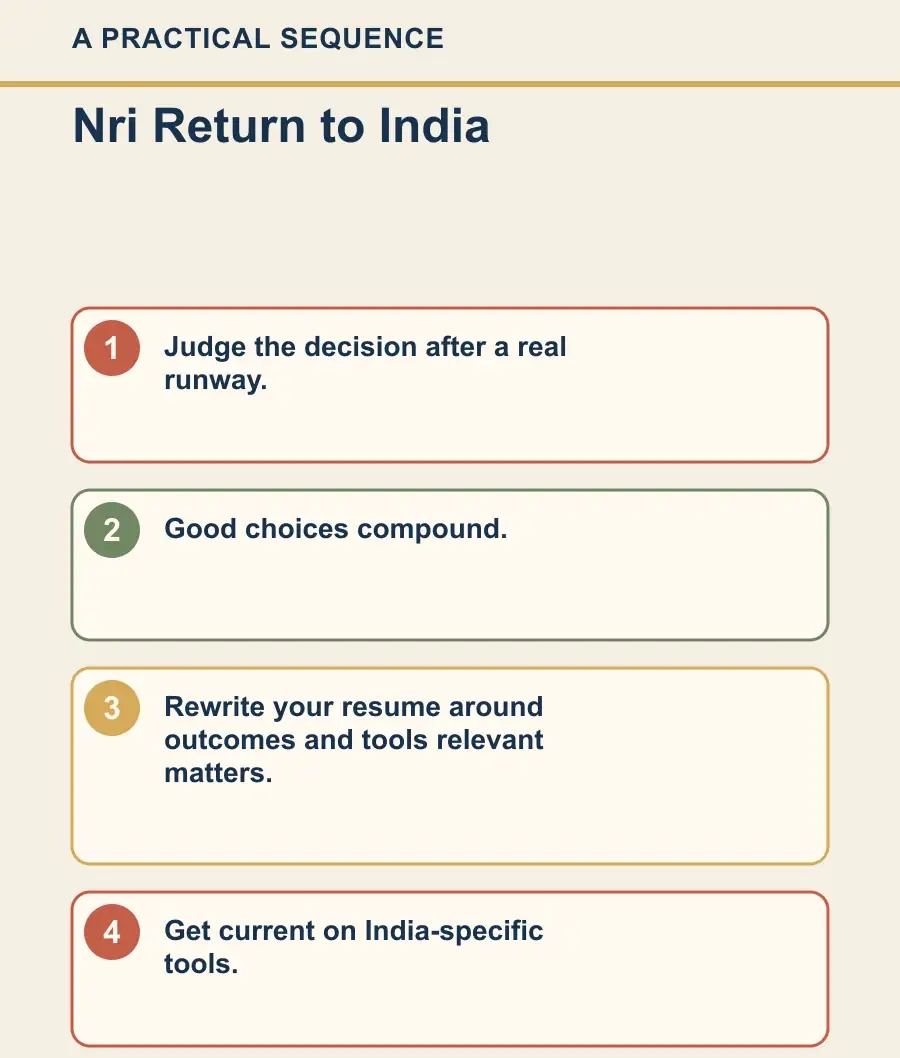 A PRACTICAL SEQUENCE
Nri Return to India
1
Judge the decision after a real
runway.
2
Good choices compound.
3
Rewrite your resume around
outcomes and tools relevant
matters.
4
Get current on India-specific
tools.